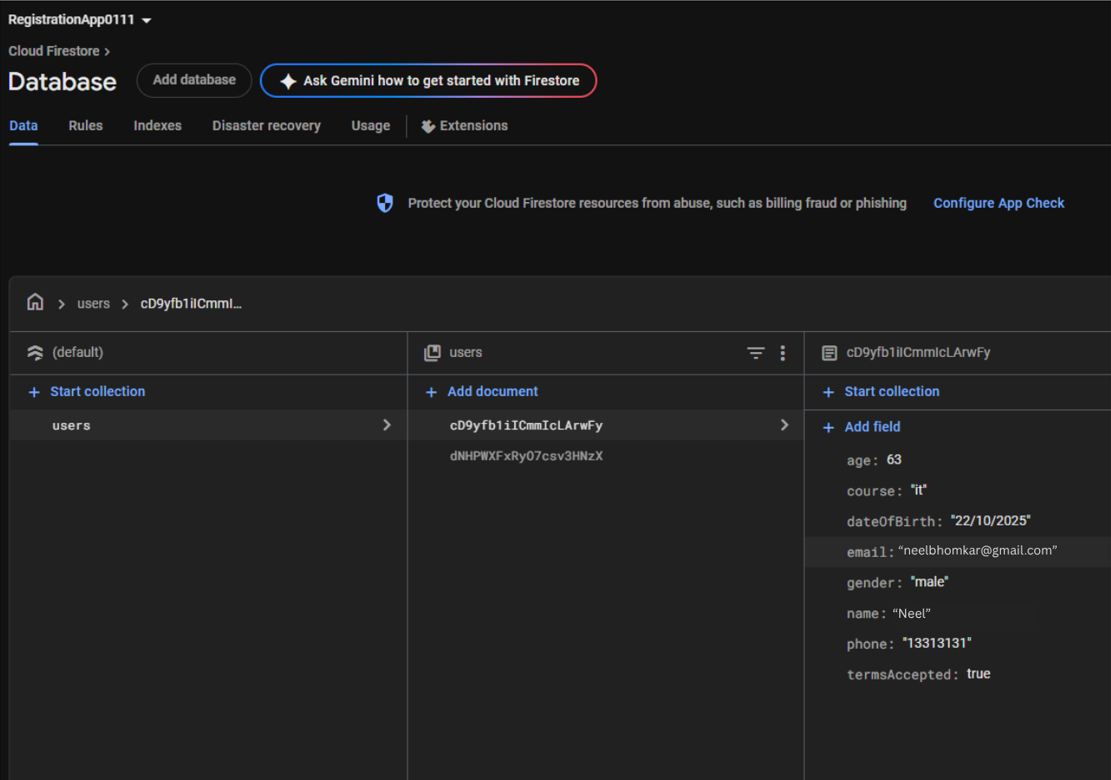 RegistrationApp0111
Cloud Firestore >
Database Add database Ask Gemini how to get started with Firestore
Data Rules Indexes Disaster recovery Usage Extensions
Protect your Cloud Firestore resources from abuse, such as billing fraud or phishing Configure App Check
> users > cD9yfb1iICmmI...
(default)
+ Start collection
users
users
+ Add document
cD9yfb1iICmmIcLArwFy
dNHPWXFxRyO7csv3HNzX
cD9yfb1iICmmIcLArwFy
+ Start collection
+ Add field
age: 63
course: "it"
dateOfBirth: "22/10/2025"
email: “neelbhomkar@gmail.com”
gender: "male"
name: “Neel”
phone: "13313131"
termsAccepted: true